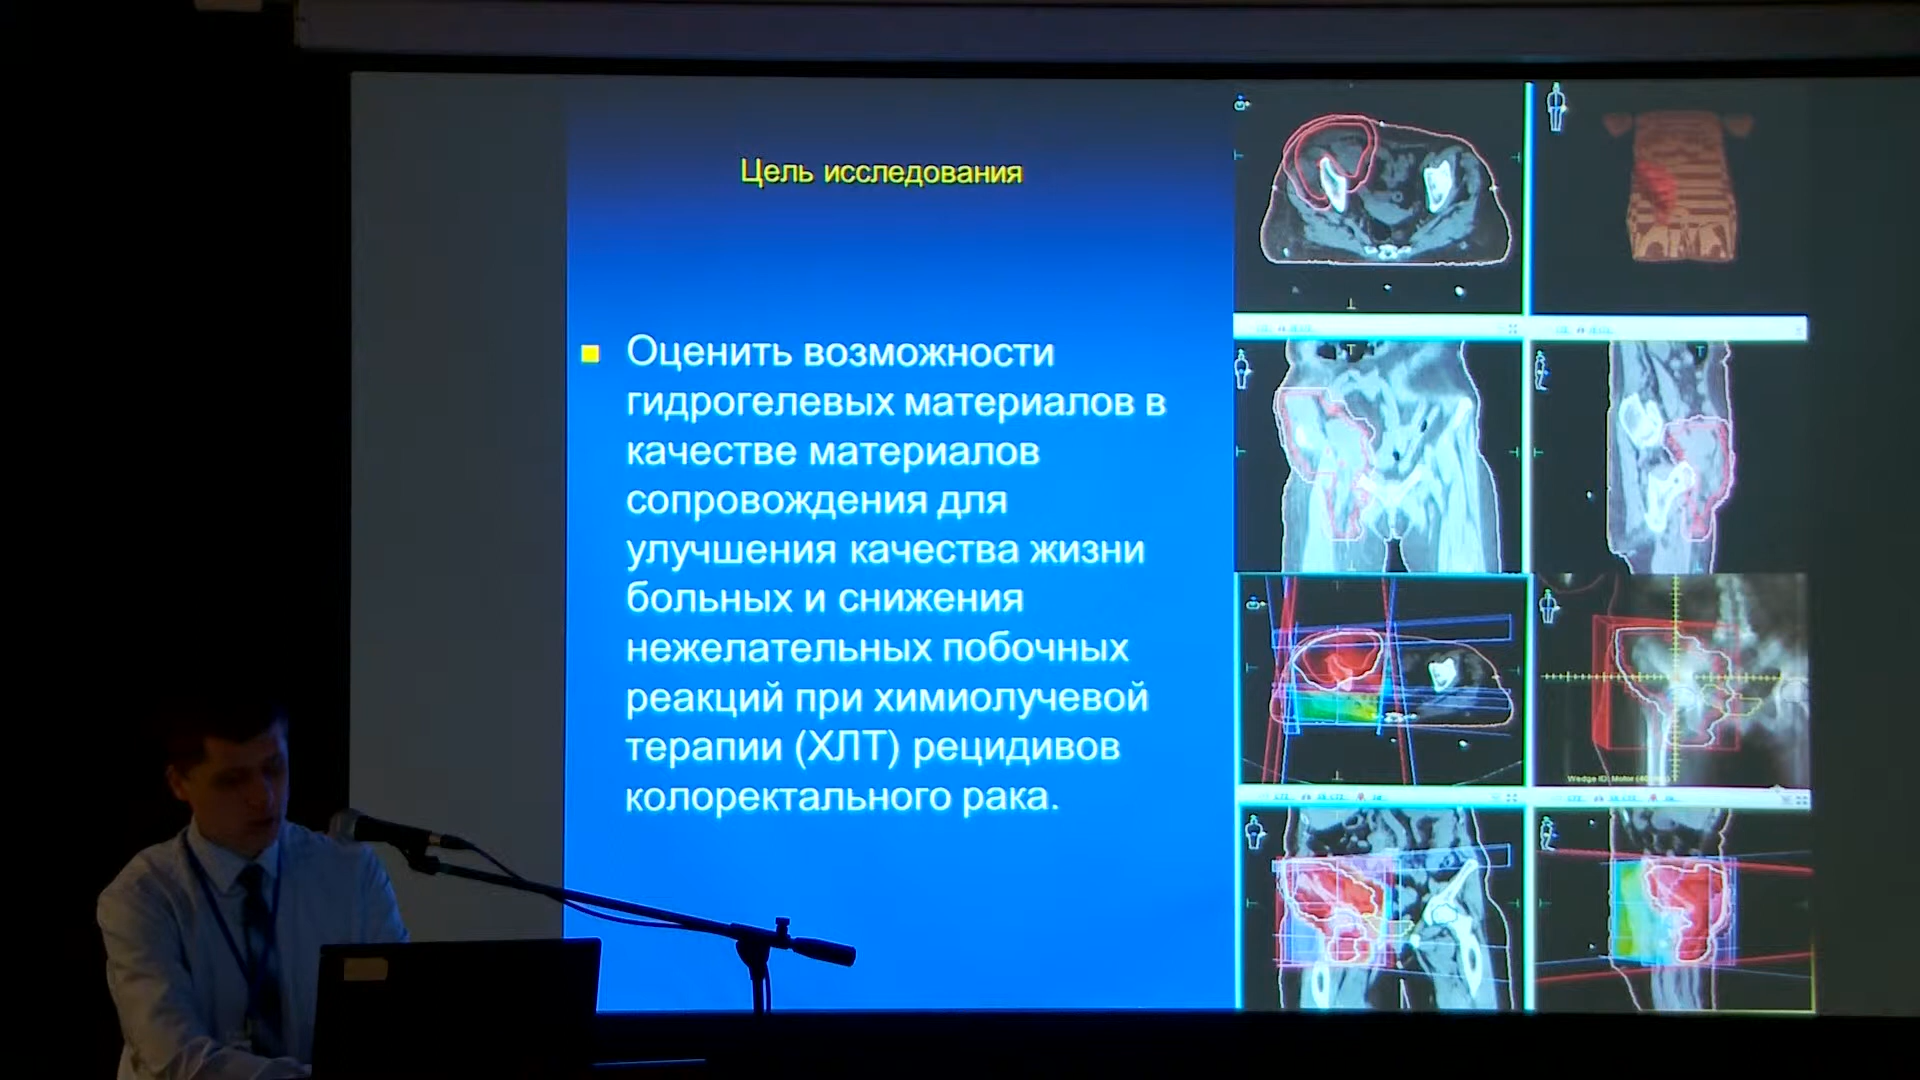 Цель исследования
Оценить возможности
гидрогелевых материалов в
качестве материалов
сопровождения для
улучшения качества жизни
больных и снижения
нежелательных побочных
реакций при химиолучевой
терапии (ХЛТ) рецидивов
колоректального рака.